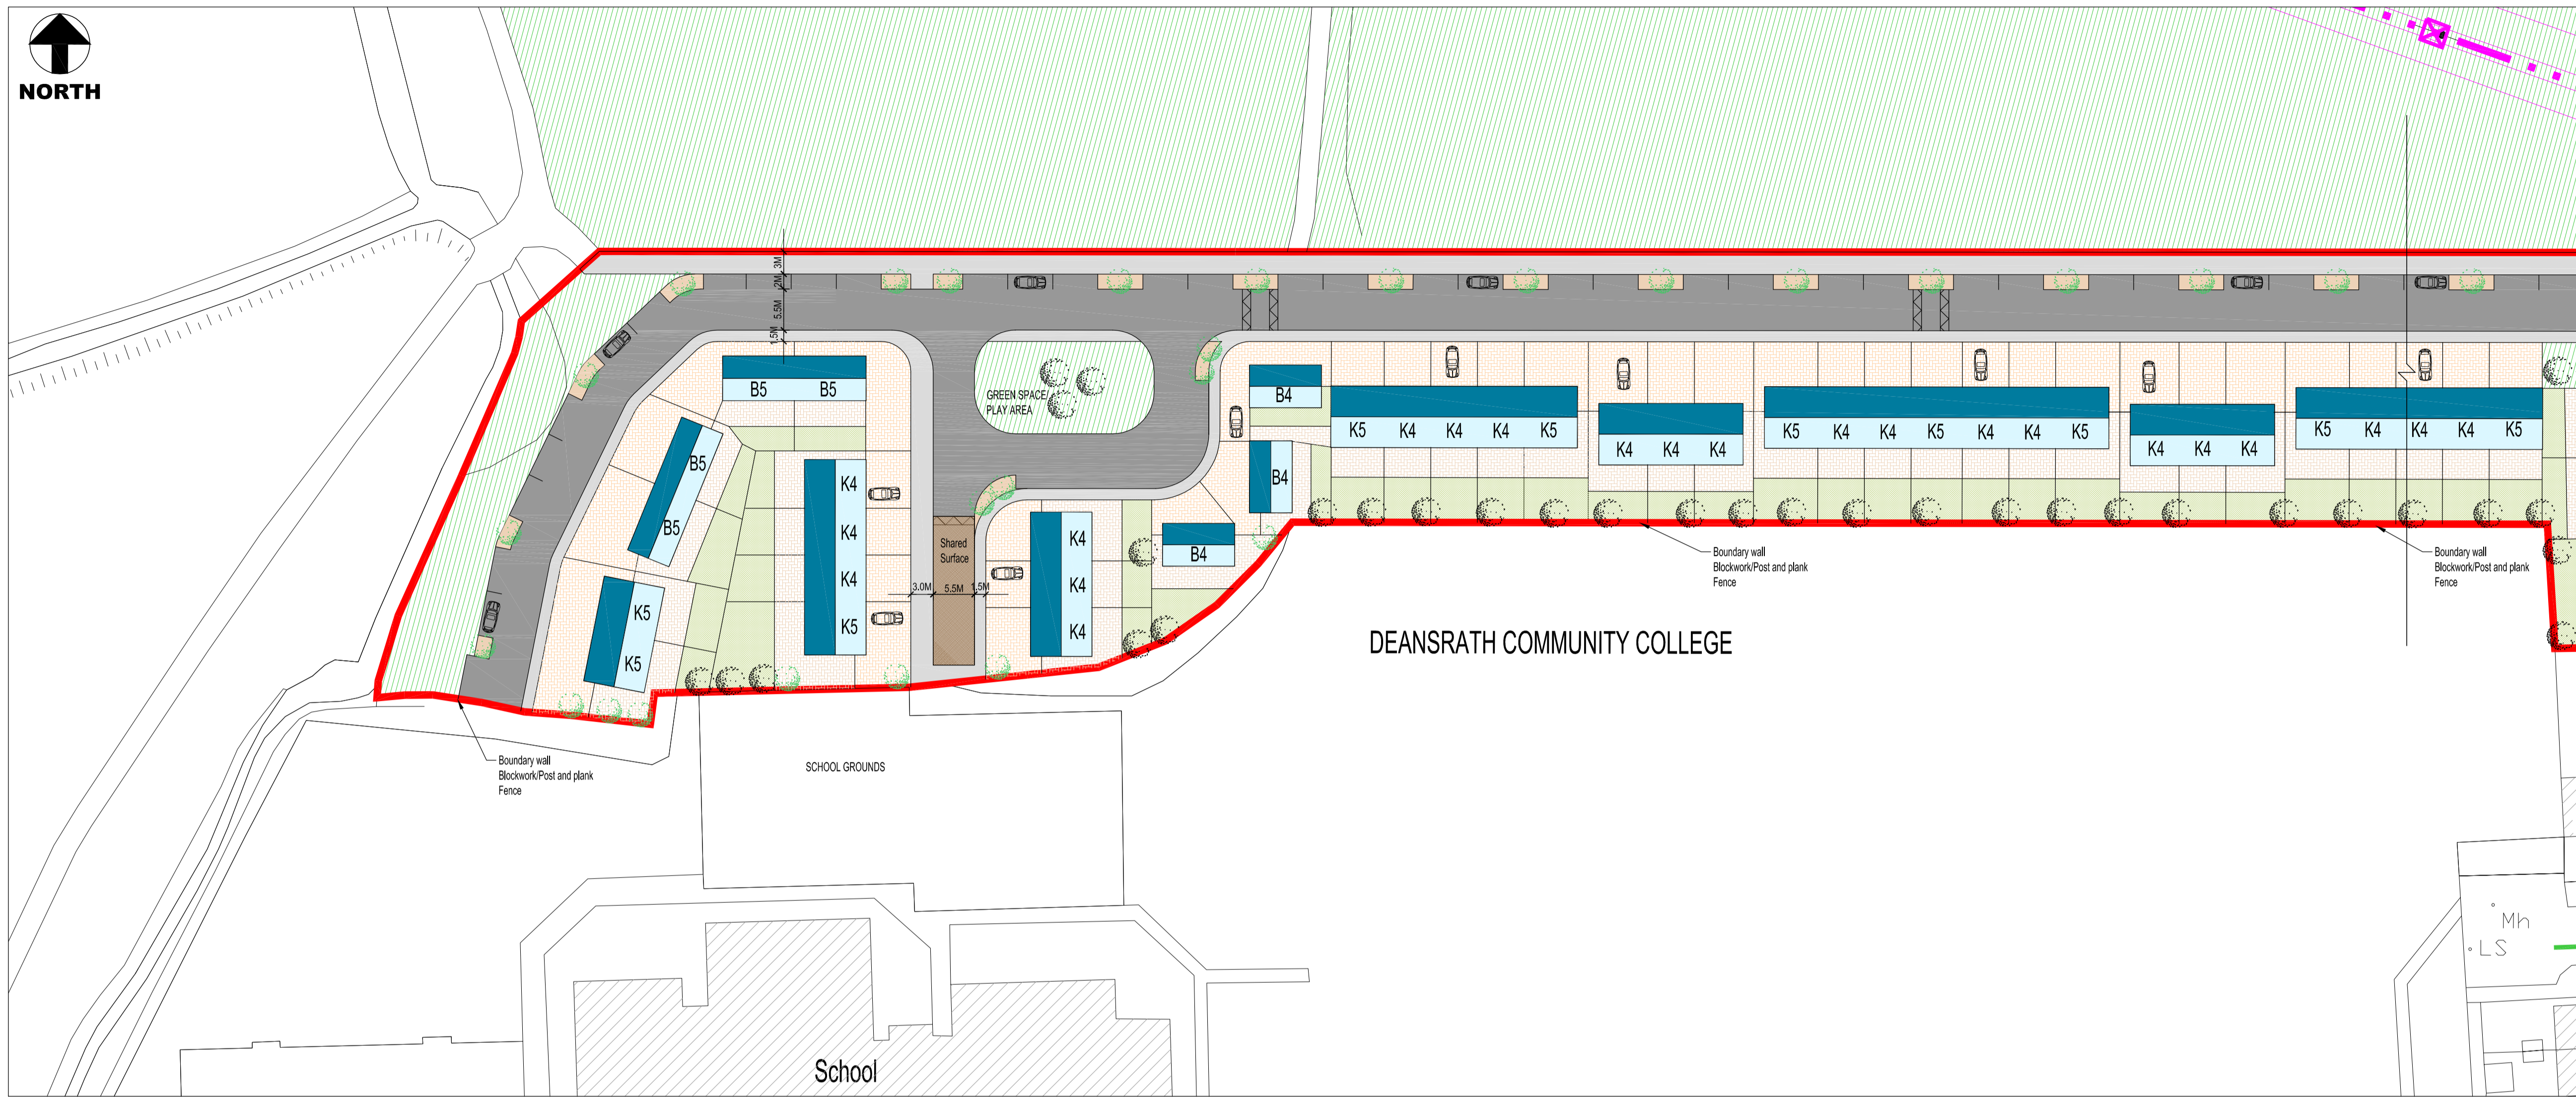 NORTH
3M
2M
5.5M
1.5M
B5 B5
B5
B5
K5
K5
K4
K4
K4
K5
GREEN SPACE/
PLAY AREA
Shared
Surface
3.0M 5.5M 1.5M
K4
K4
K4
B4
B4
B4
K5 K4 K4 K4 K5
K4 K4 K4
K5 K4 K4 K5 K4 K4 K5
K4 K4 K4
K5 K4 K4 K4 K5
Boundary wall
Blockwork/Post and plank
Fence
Boundary wall
Blockwork/Post and plank
Fence
DEANSRATH COMMUNITY COLLEGE
Boundary wall
Blockwork/Post and plank
Fence
SCHOOL GROUNDS
School
Mh
LS